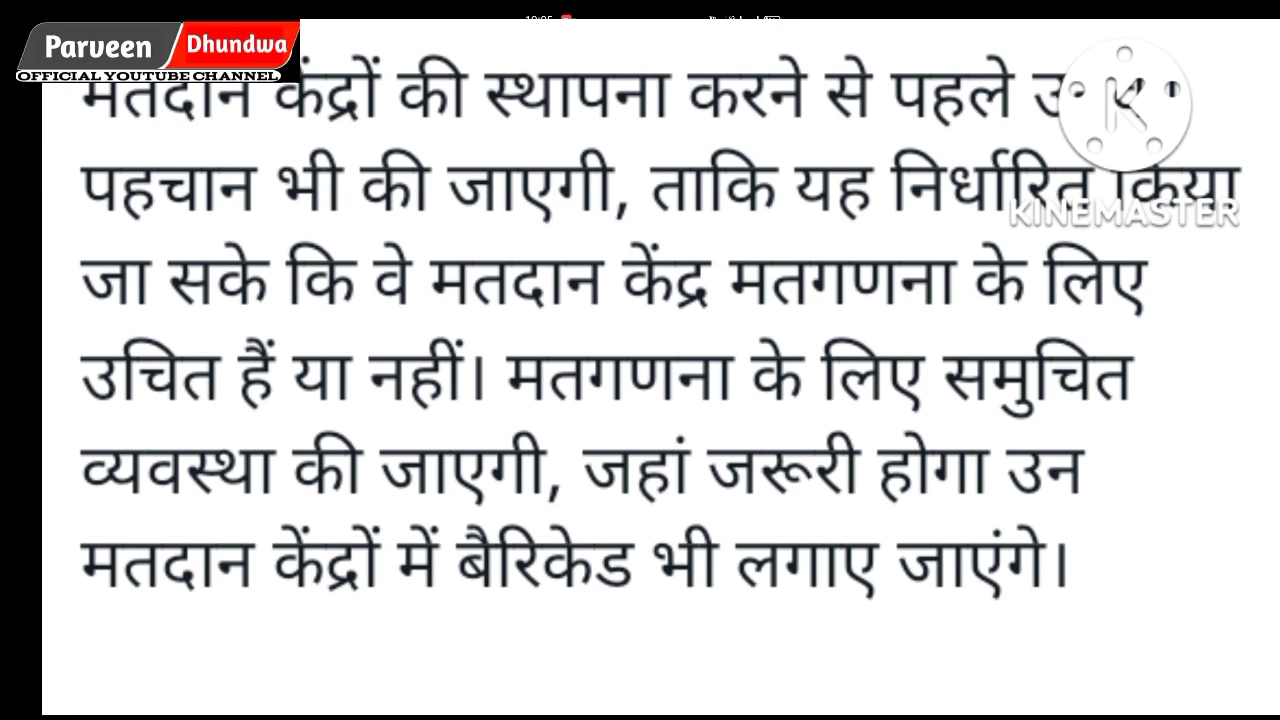 Parveen Dhundwa
OFFICIAL YOUTUBE CHANNEL
मतदान केंद्रों की स्थापना करने से पहले
पहचान भी की जाएगी, ताकि यह निर्धारित किया
जा सके कि वे मतदान केंद्र मतगणना के लिए
उचित हैं या नहीं। मतगणना के लिए समुचित
व्यवस्था की जाएगी, जहां जरूरी होगा उन
मतदान केंद्रों में बैरिकेड भी लगाए जाएंगे।
K
KINEMASTER